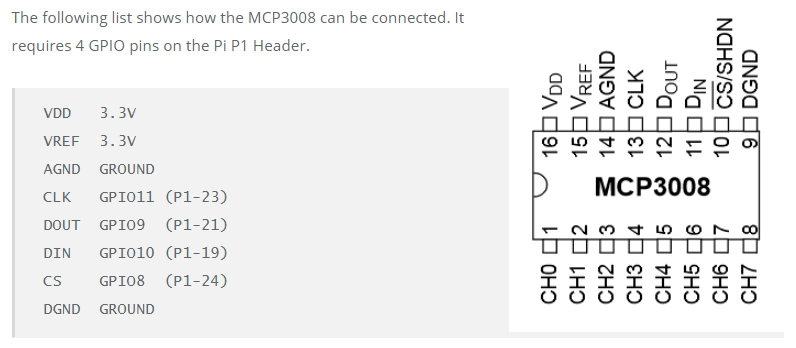 The following list shows how the MCP3008 can be connected. It
requires 4 GPIO pins on the Pi P1 Header.
VDD 3.3V
VREF 3.3V
AGND GROUND
CLK GPIO11 (P1-23)
DOUT GPIO9 (P1-21)
DIN GPIO10 (P1-19)
CS GPIO8 (P1-24)
DGND GROUND
16 VDD
15 VREF
14 AGND
13 CLK
12 DOUT
11 DIN
10 CS/SHDN
9 DGND
MCP3008
CH0 1
CH1 2
CH2 3
CH3 4
CH4 5
CH5 6
CH6 7
CH7 8